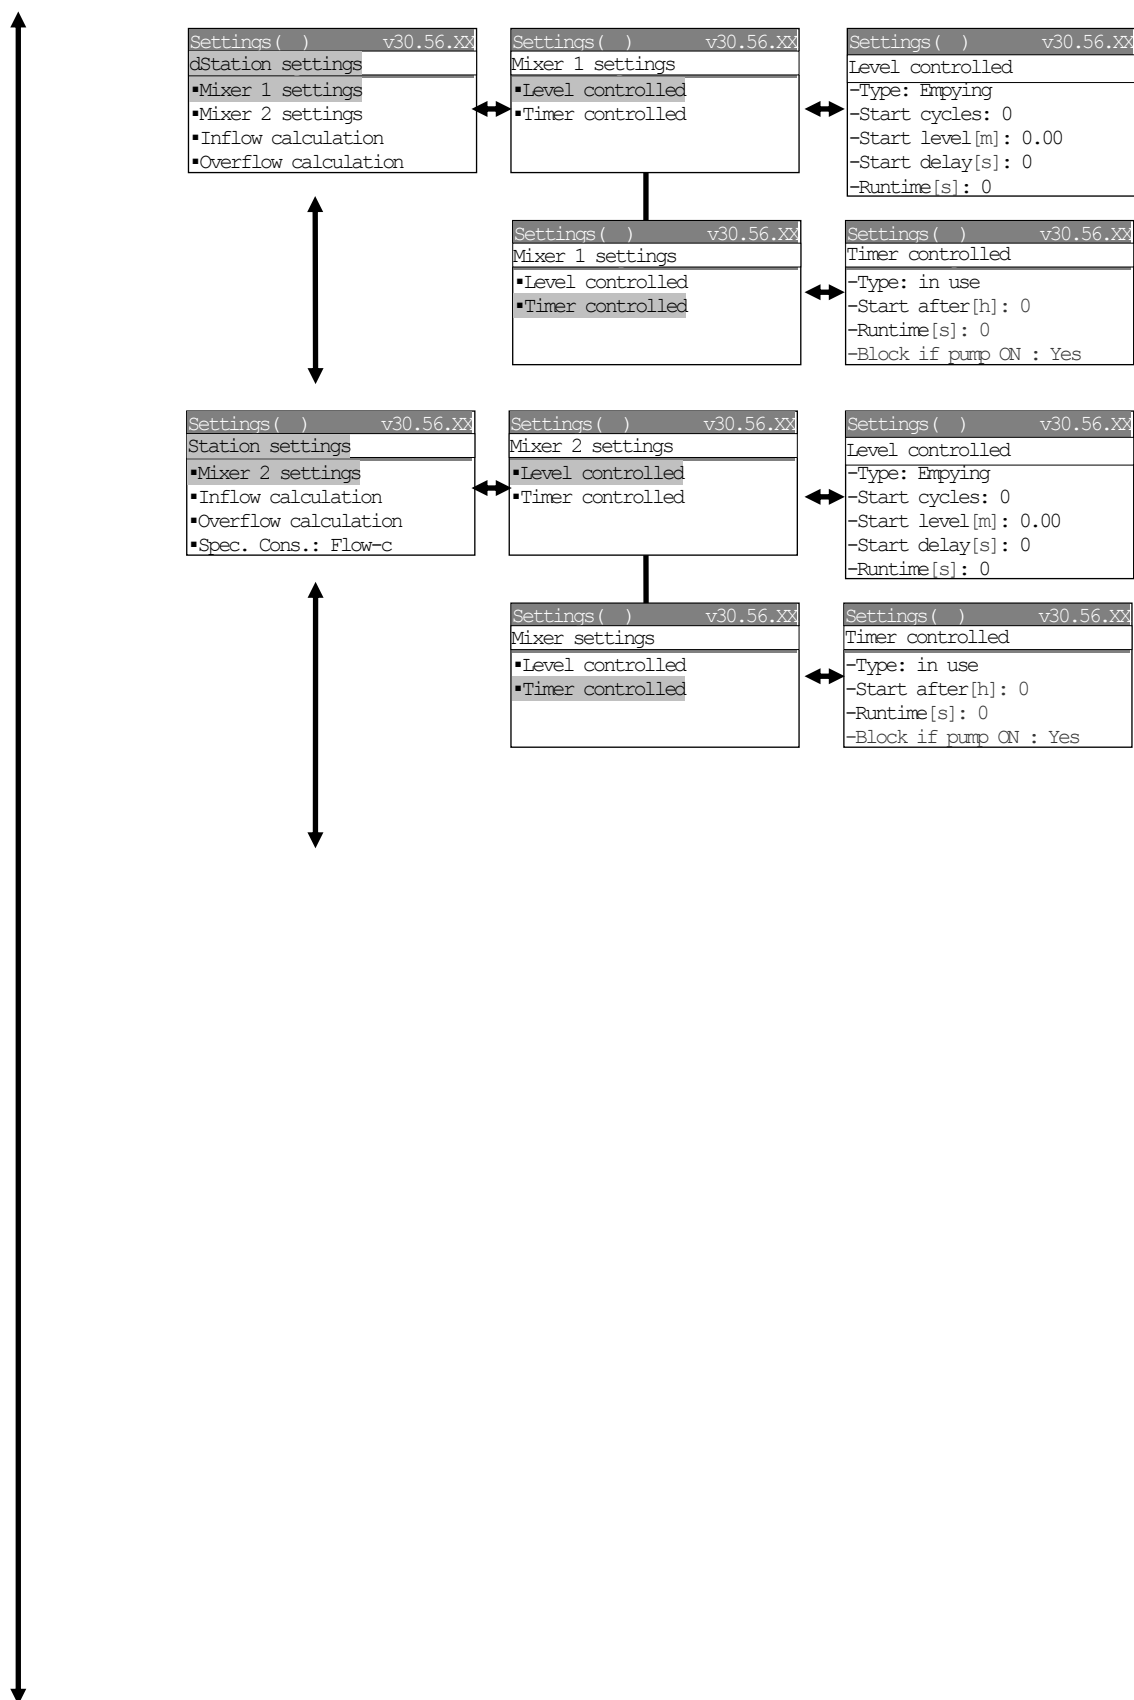 Settings( ) v30.56.XX
dStation settings
▪Mixer 1 settings
▪Mixer 2 settings
▪Inflow calculation
▪Overflow calculation
Settings( ) v30.56.XX
Mixer 1 settings
▪Level controlled
▪Timer controlled
Settings( ) v30.56.XX
Level controlled
-Type: Empying
-Start cycles: 0
-Start level[m]: 0.00
-Start delay[s]: 0
-Runtime[s]: 0
Settings( ) v30.56.XX
Mixer 1 settings
▪Level controlled
▪Timer controlled
Settings( ) v30.56.XX
Timer controlled
-Type: in use
-Start after[h]: 0
-Runtime[s]: 0
-Block if pump ON : Yes
Settings( ) v30.56.XX
Station settings
▪Mixer 2 settings
▪Inflow calculation
▪Overflow calculation
▪Spec. Cons.: Flow-c
Settings( ) v30.56.XX
Mixer 2 settings
▪Level controlled
▪Timer controlled
Settings( ) v30.56.XX
Level controlled
-Type: Empying
-Start cycles: 0
-Start level[m]: 0.00
-Start delay[s]: 0
-Runtime[s]: 0
Settings( ) v30.56.XX
Mixer settings
▪Level controlled
▪Timer controlled
Settings( ) v30.56.XX
Timer controlled
-Type: in use
-Start after[h]: 0
-Runtime[s]: 0
-Block if pump ON : Yes